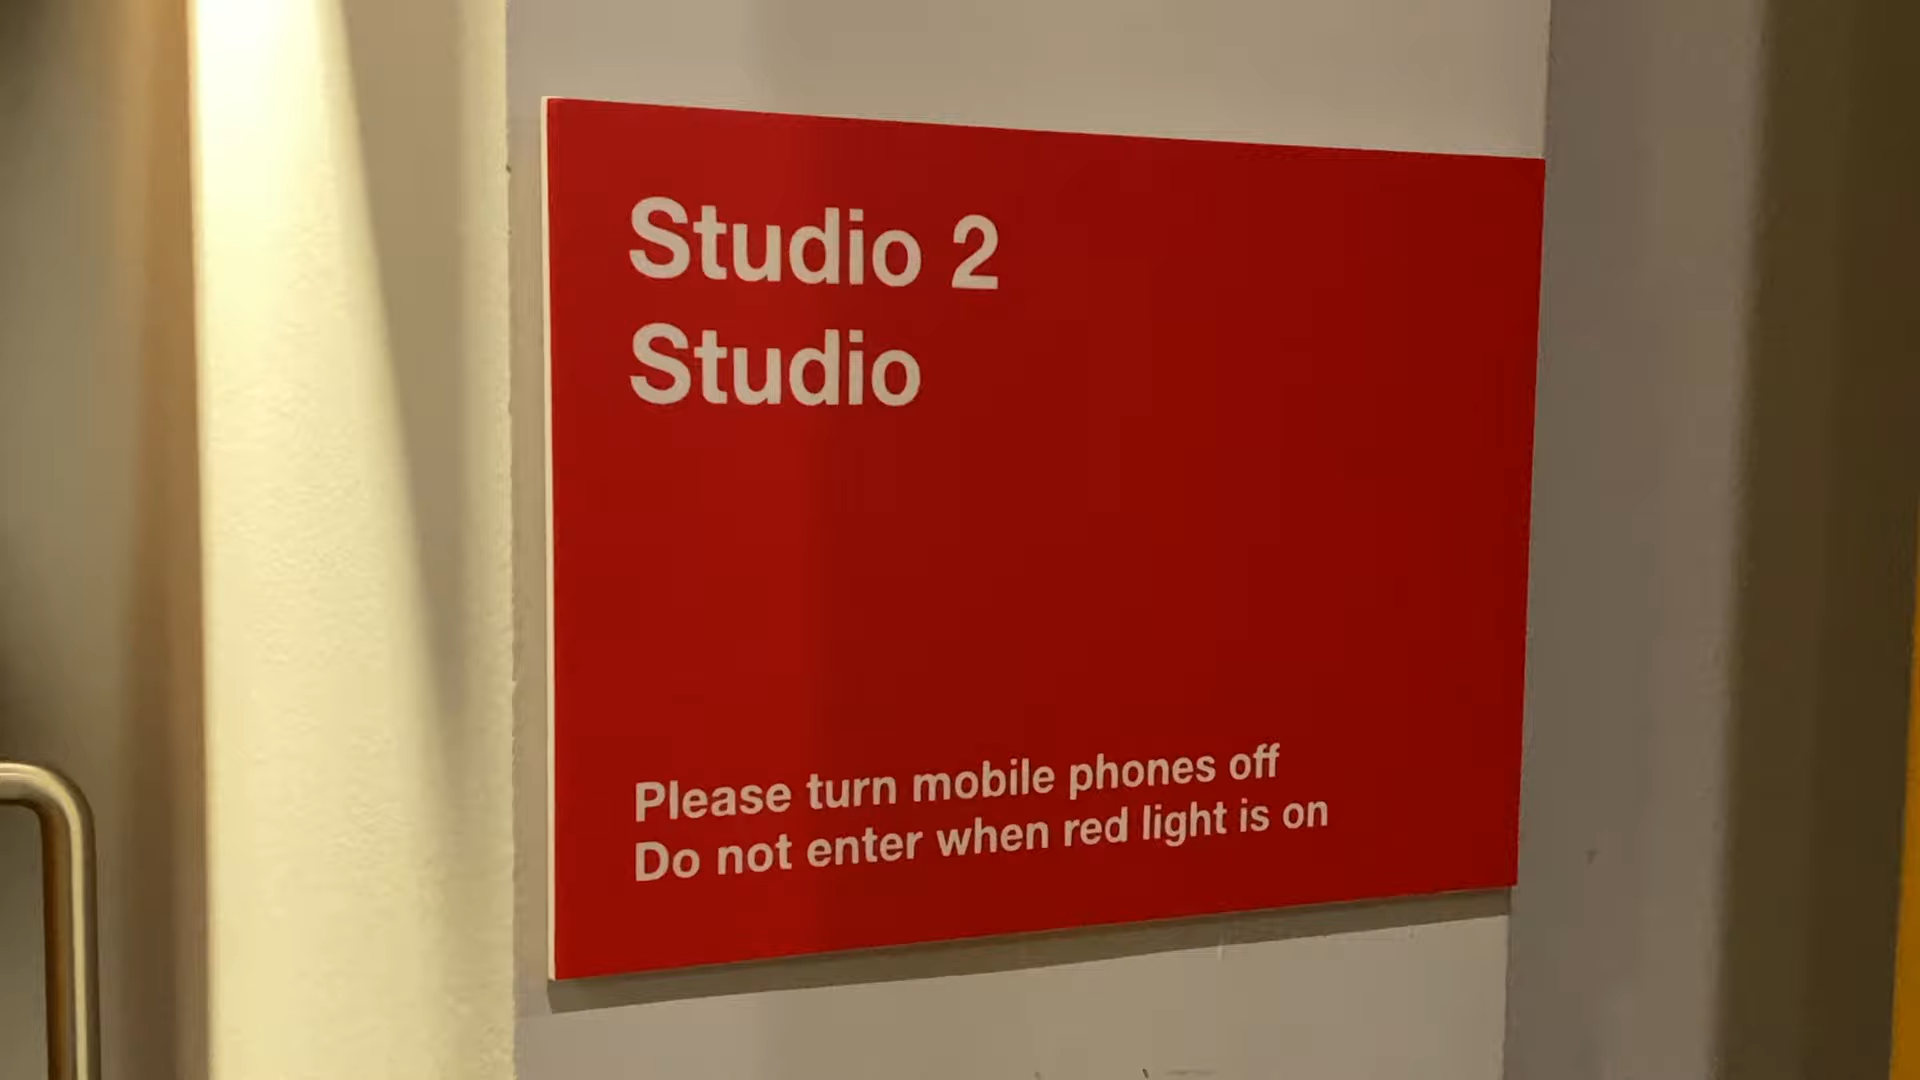 Studio 2
Studio
Please turn mobile phones off
Do not enter when red light is on